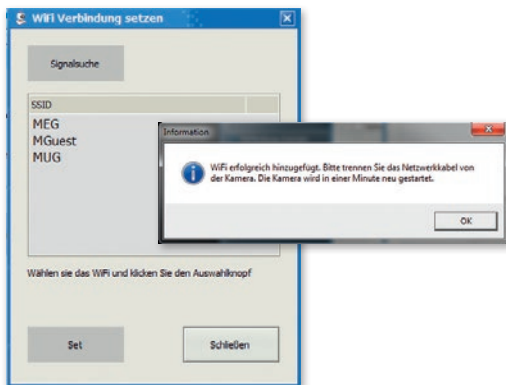 WiFi Verbindung setzen
Signalsuche
SSID
MEG
MGuest
MUG
Information
WiFi erfolgreich hinzugefügt. Bitte trennen Sie das Netzwerkkabel von
der Kamera. Die Kamera wird in einer Minute neu gestartet.
OK
Wählen sie das WiFi und klicken Sie den Auswahlknopf
Set
Schließen